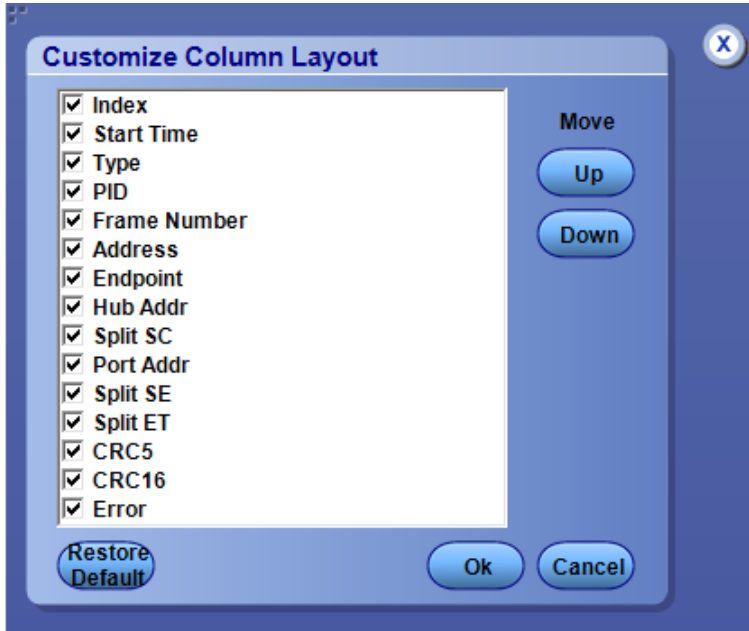 X
Customize Column Layout
Index
Start Time
Type
PID
Frame Number
Address
Endpoint
Hub Addr
Split SC
Port Addr
Split SE
Split ET
CRC5
CRC16
Error
Move
Up
Down
Restore
Default
Ok
Cancel